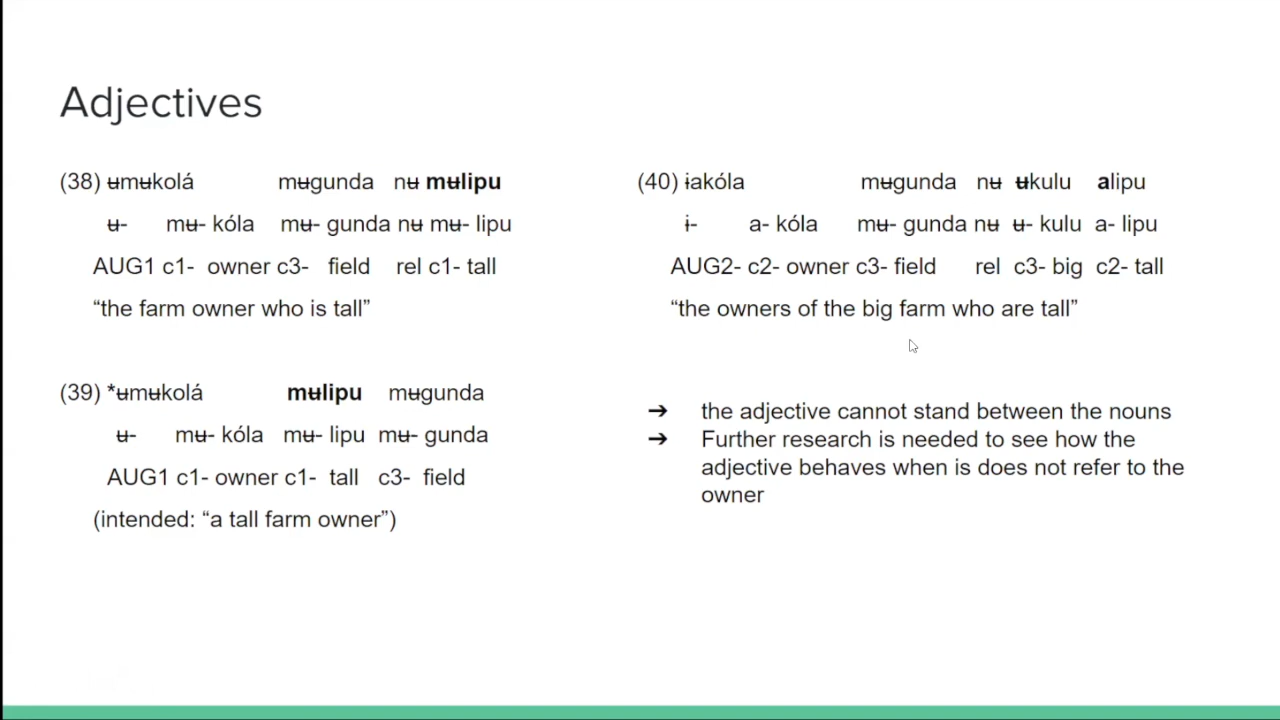 Adjectives
(38) ʉmʉkolá mʉgunda nʉ mʉlipu
ʉ- mʉ- kóla mʉ- gunda nʉ mʉ- lipu
AUG1 c1- owner c3- field rel c1- tall
“the farm owner who is tall”
(39) *ʉmʉkolá mʉlipu mʉgunda
ʉ- mʉ- kóla mʉ- lipu mʉ- gunda
AUG1 c1- owner c1- tall c3- field
(intended: “a tall farm owner”)
(40) ɨakóla mʉgunda nʉ ʉkulu alipu
ɨ- a- kóla mʉ- gunda nʉ ʉ- kulu a- lipu
AUG2- c2- owner c3- field rel c3- big c2- tall
“the owners of the big farm who are tall”
➔ the adjective cannot stand between the nouns
➔ Further research is needed to see how the
adjective behaves when is does not refer to the
owner